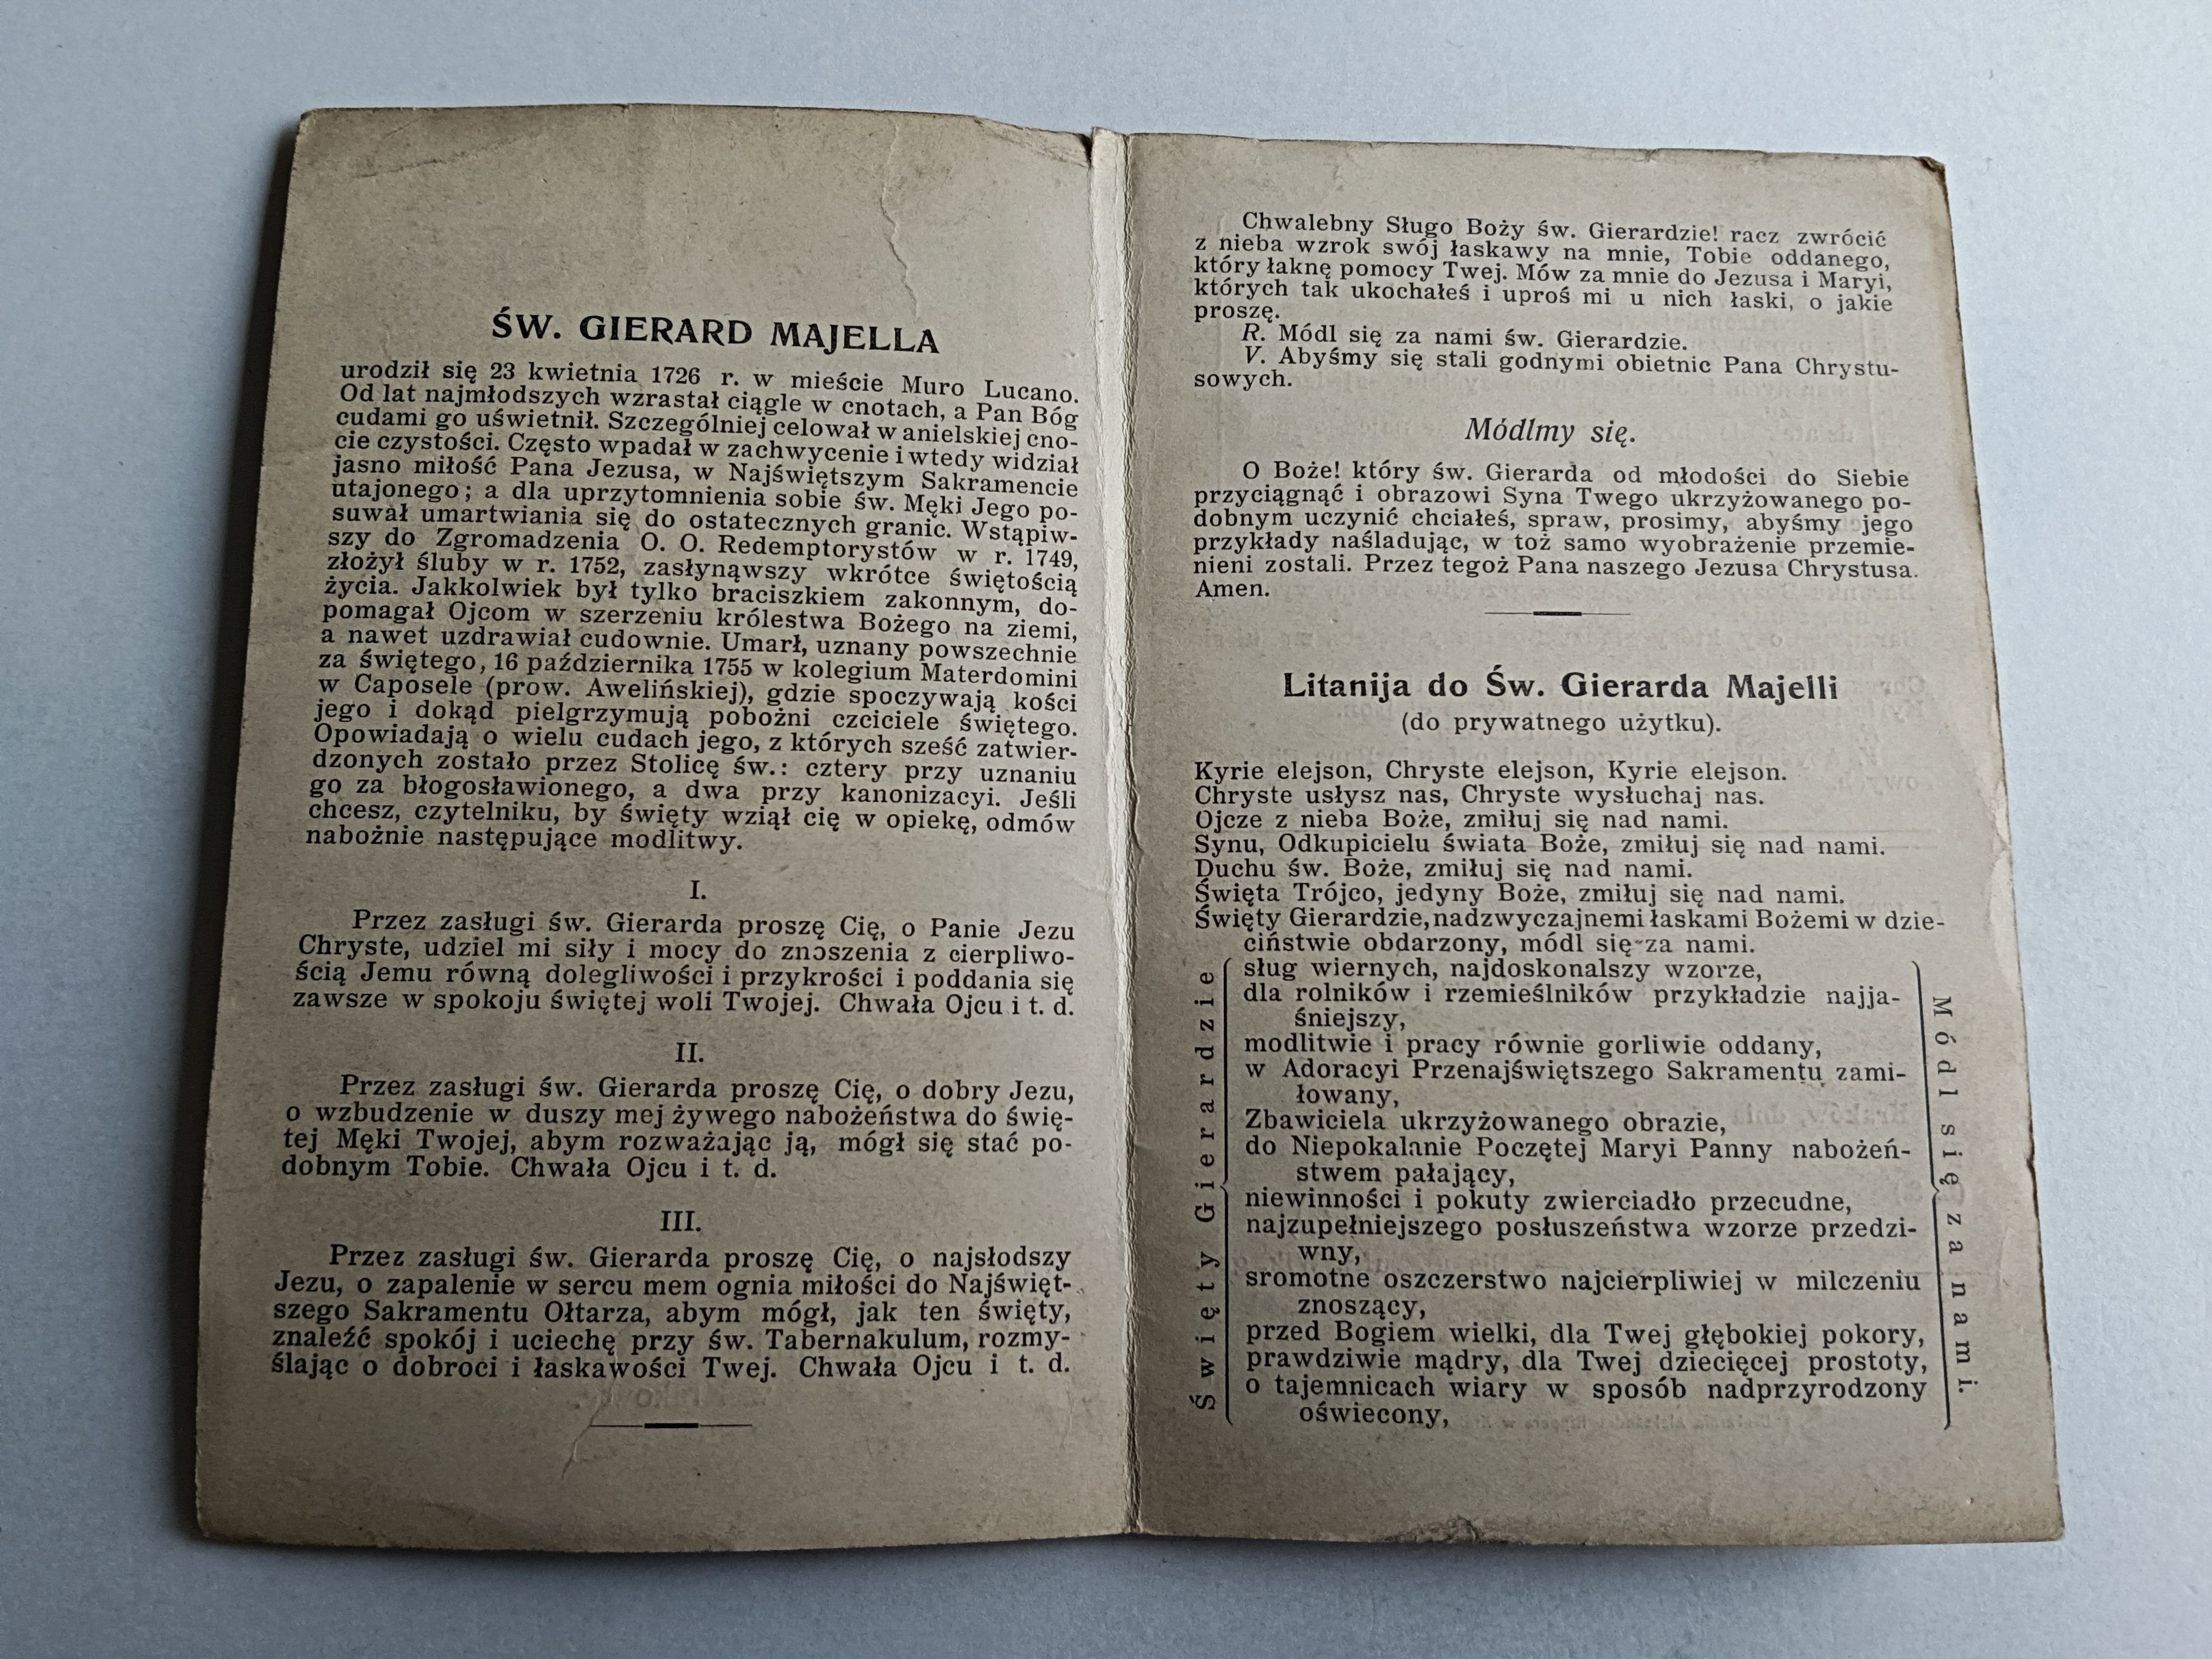 ŚW. GIERARD MAJELLA
urodził się 23 kwietnia 1726 r. w mieście Muro Lucano.
Od lat najmłodszych wzrastał ciągle w cnotach, a Pan Bóg
cudami go uświetnił. Szczególniej celował w anielskiej cno-
cie czystości. Często wpadał w zachwycenie i wtedy widział
jasno miłość Pana Jezusa, w Najświętszym Sakramencie
utajonego; a dla uprzytomnienia sobie św. Męki Jego po-
suwał umartwiania się do ostatecznych granic. Wstąpiw-
szy do Zgromadzenia O. O. Redemptorystów w r. 1749,
złożył śluby w r. 1752, zasłynąwszy wkrótce świętością
życia. Jakkolwiek był tylko braciszkiem zakonnym, do-
pomagał Ojcom w szerzeniu królestwa Bożego na ziemi,
a nawet uzdrawiał cudownie. Umarł, uznany powszechnie
za świętego, 16 października 1755 w kolegium Materdomini
w Caposele (prow. Awelińskiej), gdzie spoczywają kości
jego i dokąd pielgrzymują pobożni czciciele świętego.
Opowiadają o wielu cudach jego, z których sześć zatwier-
dzonych zostało przez Stolicę św.: cztery przy uznaniu
go za błogosławionego, a dwa przy kanonizacyi. Jeśli
chcesz, czytelniku, by święty wziął cię w opiekę, odmów
nabożnie następujące modlitwy.
I.
Przez zasługi św. Gierarda proszę Cię, o Panie Jezu
Chryste, udziel mi siły i mocy do znoszenia z cierpliwo-
ścią Jemu równą dolegliwości i przykrości i poddania się
zawsze w spokoju świętej woli Twojej. Chwała Ojcu i t. d.
II.
Przez zasługi św. Gierarda proszę Cię, o dobry Jezu,
o wzbudzenie w duszy mej żywego nabożeństwa do świę-
tej Męki Twojej, abym rozważając ją, mógł się stać po-
dobnym Tobie. Chwała Ojcu i t. d.
III.
Przez zasługi św. Gierarda proszę Cię, o najsłodszy
Jezu, o zapalenie w sercu mem ognia miłości do Najświęt-
szego Sakramentu Ołtarza, abym mógł, jak ten święty,
znaleźć spokój i uciechę przy św. Tabernakulum, rozmy-
ślając o dobroci i łaskawości Twej. Chwała Ojcu i t. d.
Chwalebny Sługo Boży św. Gierardzie! racz zwrócić
z nieba wzrok swój łaskawy na mnie, Tobie oddanego,
który łaknę pomocy Twej. Mów za mnie do Jezusa i Maryi,
których tak ukochałeś i uproś mi u nich łaski, o jakie
proszę.
R. Módl się za nami św. Gierardzie.
V. Abyśmy się stali godnymi obietnic Pana Chrystu-
sowych.
Módlmy się.
O Boże! który św. Gierarda od młodości do Siebie
przyciągnąć i obrazowi Syna Twego ukrzyżowanego po-
dobnym uczynić chciałeś, spraw, prosimy, abyśmy jego
przykłady naśladując, w toż samo wyobrażenie przemie-
nieni zostali. Przez tegoż Pana naszego Jezusa Chrystusa.
Amen.
Litanija do Św. Gierarda Majelli
(do prywatnego użytku).
Kyrie elejson, Chryste elejson, Kyrie elejson.
Chryste usłysz nas, Chryste wysłuchaj nas.
Ojcze z nieba Boże, zmiłuj się nad nami.
Synu, Odkupicielu świata Boże, zmiłuj się nad nami.
Duchu św. Boże, zmiłuj się nad nami.
Święta Trójco, jedyny Boże, zmiłuj się nad nami.
Święty Gierardzie, nadzwyczajnemi łaskami Bożemi w dzie-
ciństwie obdarzony, módl się za nami.
Święty Gierardzie
sług wiernych, najdoskonalszy wzorze,
dla rolników i rzemieślników przykładzie najja-
śniejszy,
modlitwie i pracy równie gorliwie oddany,
w Adoracyi Przenajświętszego Sakramentu zami-
łowany,
Zbawiciela ukrzyżowanego obrazie,
do Niepokalanie Poczętej Maryi Panny nabożeń-
stwem pałający,
niewinności i pokuty zwierciadło przecudne,
najzupełniejszego posłuszeństwa wzorze przedzi-
wny,
sromotne oszczerstwo najcierpliwiej w milczeniu
znoszący,
przed Bogiem wielki, dla Twej głębokiej pokory,
prawdziwie mądry, dla Twej dziecięcej prostoty,
o tajemnicach wiary w sposób nadprzyrodzony
oświecony,
Módl się za nami.